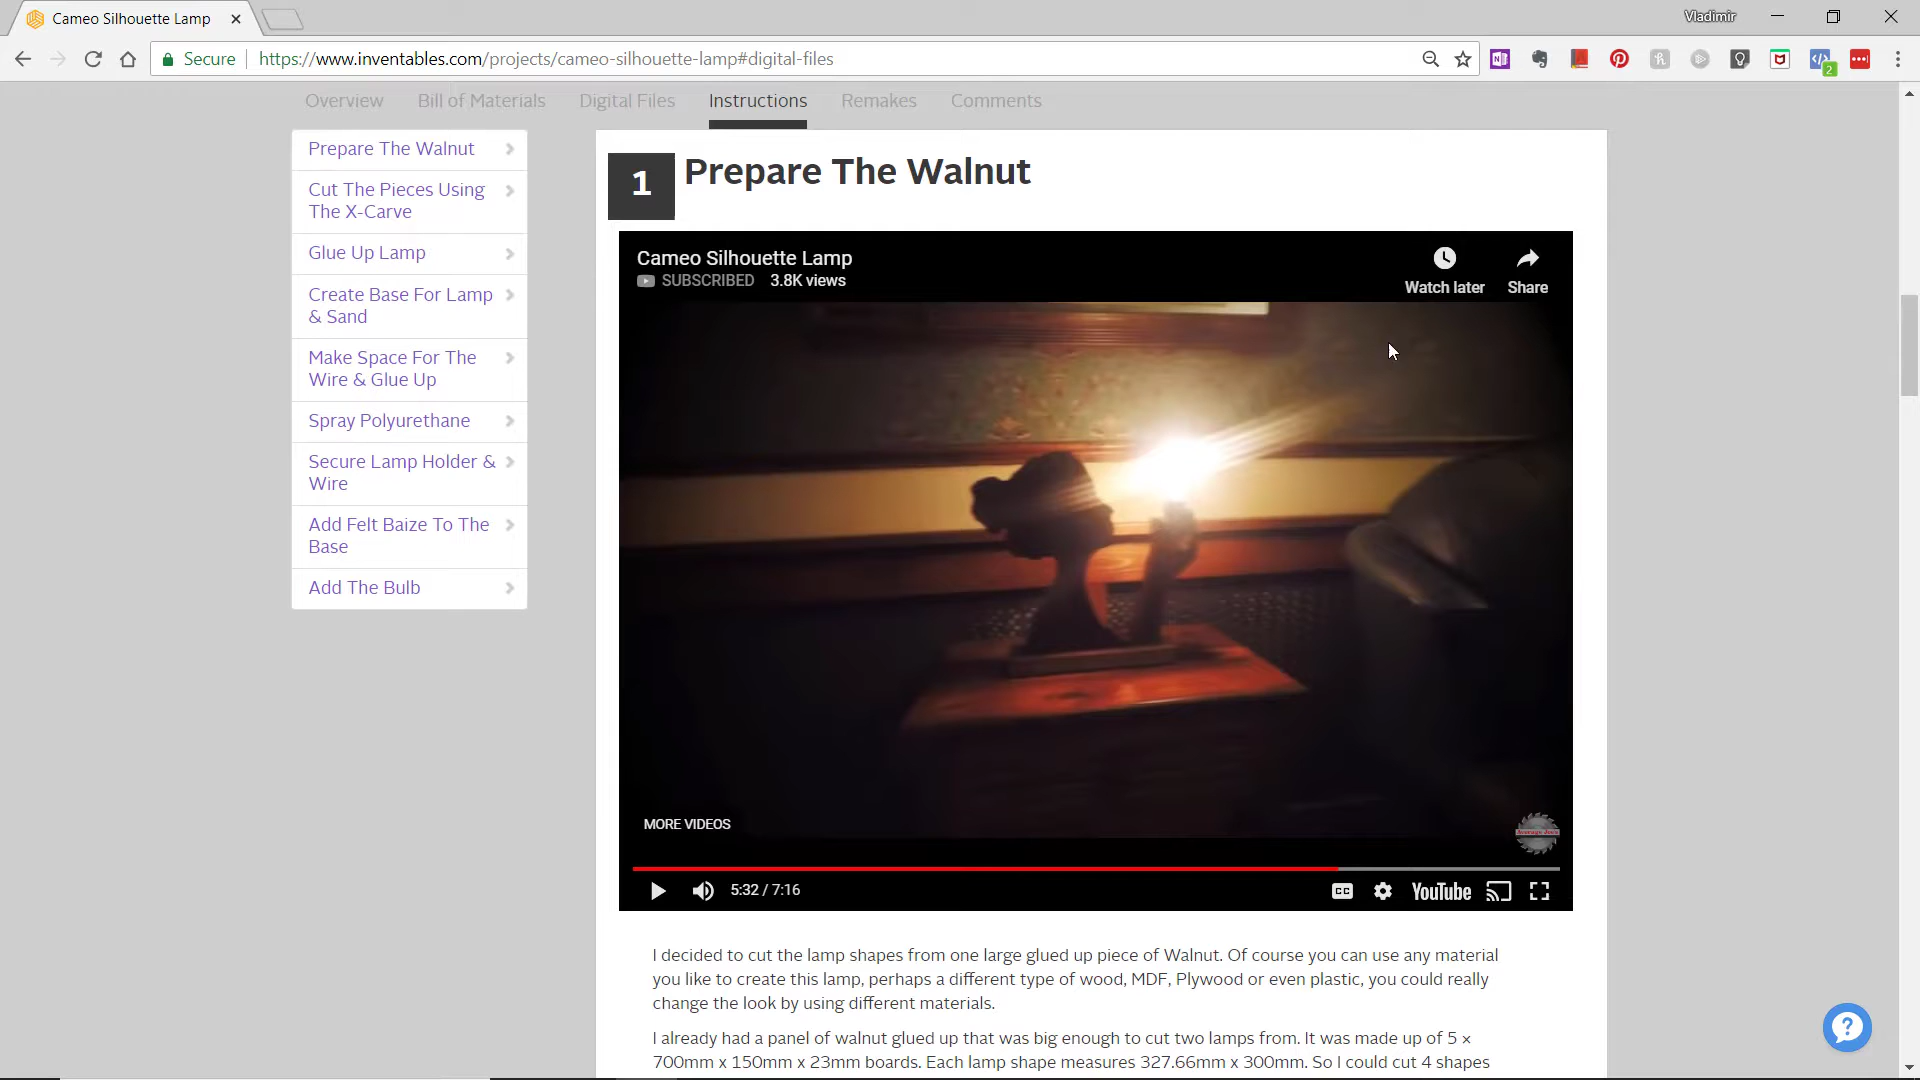 Cameo Silhouette Lamp
Vladimir
Secure
https://www.inventables.com/projects/cameo-silhouette-lamp#digital-files
2
Overview
Bill of Materials
Digital Files
Instructions
Remakes
Comments
Prepare The Walnut
Cut The Pieces Using
The X-Carve
Glue Up Lamp
Create Base For Lamp
& Sand
Make Space For The
Wire & Glue Up
Spray Polyurethane
Secure Lamp Holder &
Wire
Add Felt Baize To The
Base
Add The Bulb
1
Prepare The Walnut
Cameo Silhouette Lamp
SUBSCRIBED 3.8K views
Watch later
Share
MORE VIDEOS
AVERAGE JOE'S
5:32 / 7:16
CC
YouTube
I decided to cut the lamp shapes from one large glued up piece of Walnut. Of course you can use any material
you like to create this lamp, perhaps a different type of wood, MDF, Plywood or even plastic, you could really
change the look by using different materials.
I already had a panel of walnut glued up that was big enough to cut two lamps from. It was made up of 5 ×
700mm x 150mm x 23mm boards. Each lamp shape measures 327.66mm x 300mm. So I could cut 4 shapes
?